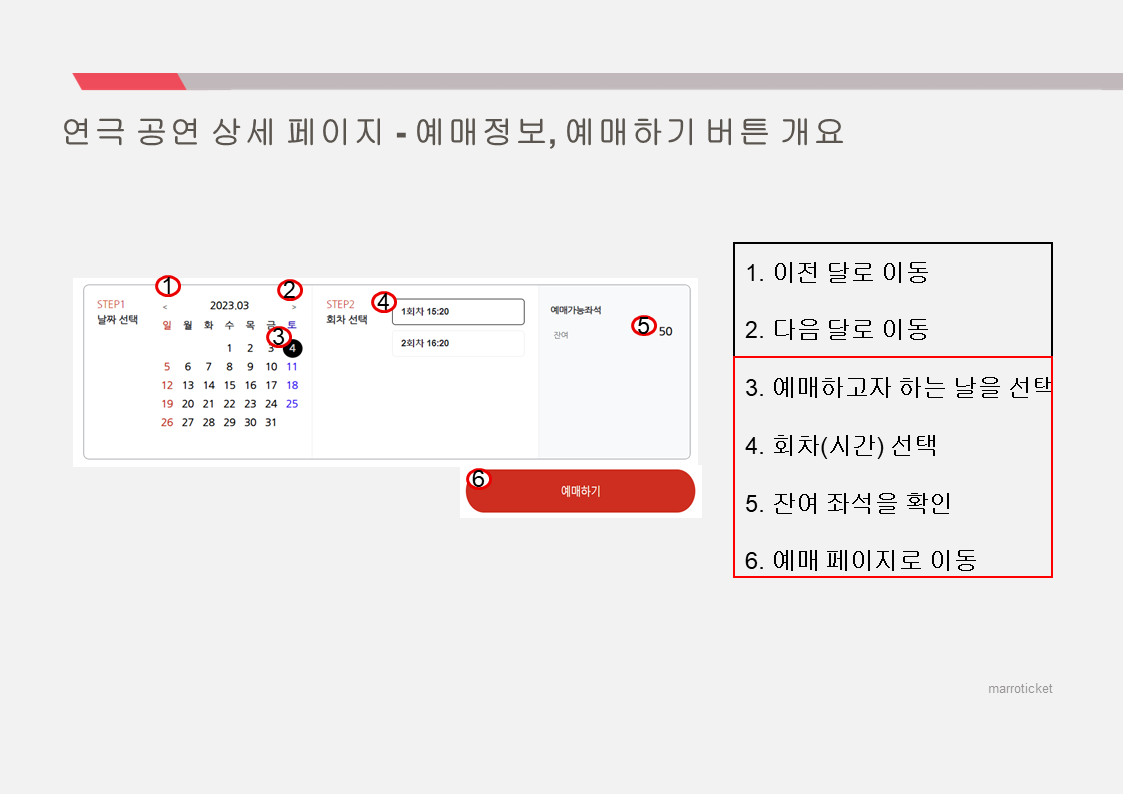 연극 공연 상세 페이지 - 예매정보, 예매하기 버튼 개요
STEP1
날짜 선택
1
2
< 2023.03 >
일 월 화 수 목 금 토
3
1 2 3 4
5 6 7 8 9 10 11
12 13 14 15 16 17 18
19 20 21 22 23 24 25
26 27 28 29 30 31
STEP2
회차 선택
4
1회차 15:20
2회차 16:20
예매가능좌석
잔여 5 50
6
예매하기
1. 이전 달로 이동
2. 다음 달로 이동
3. 예매하고자 하는 날을 선택
4. 회차(시간) 선택
5. 잔여 좌석을 확인
6. 예매 페이지로 이동
marroticket